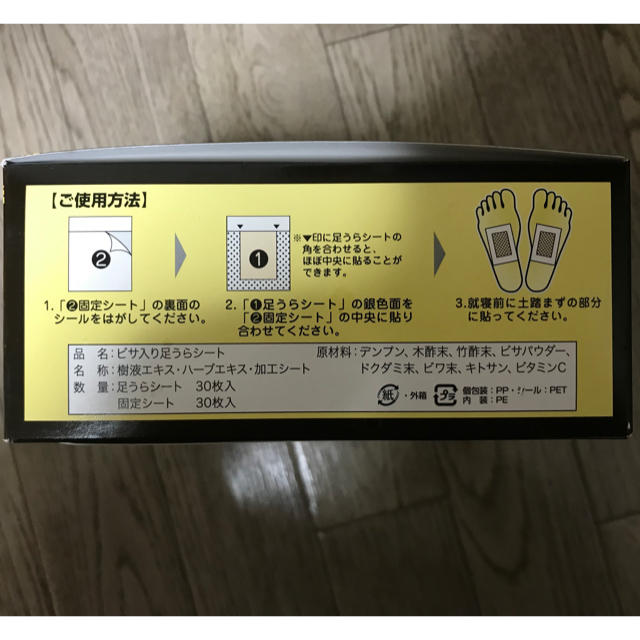 【ご使用方法】
❷
❶
※▼印に足うらシートの
角を合わせると、
ほぼ中央に貼ることが
できます。
1.「❷固定シート」の裏面の
シールをはがしてください。
2.「❶足うらシート」の銀色面を
「❷固定シート」の中央に貼り
合わせてください。
3.就寝前に土踏まずの部分
に貼ってください。
品 名：ビサ入り足うらシート
名 称：樹液エキス・ハーブエキス・加工シート
数 量：足うらシート 30枚入
固定シート 30枚入
原材料：デンプン、木酢末、竹酢末、ビサパウダー、
ドクダミ末、ビワ末、キトサン、ビタミンC
紙・外箱
プラ 個包装：PP・シール：PET
内 装：PE